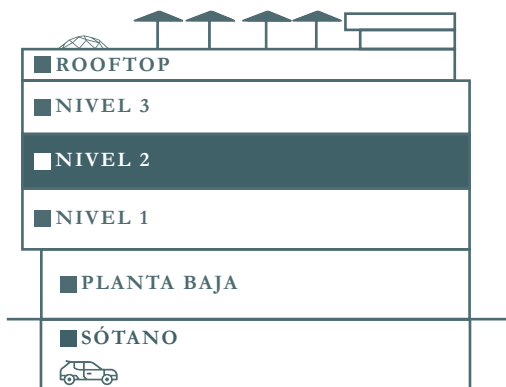 ROOFTOP
NIVEL 3
NIVEL 2
NIVEL 1
PLANTA BAJA
SÓTANO